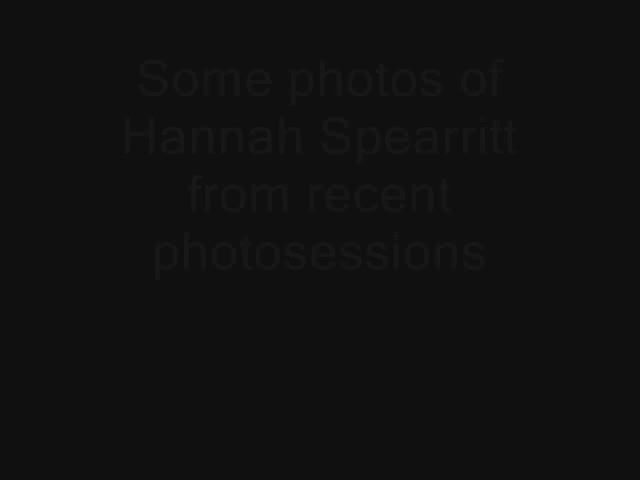 Some photos of
Hannah Spearritt
from recent
photosessions